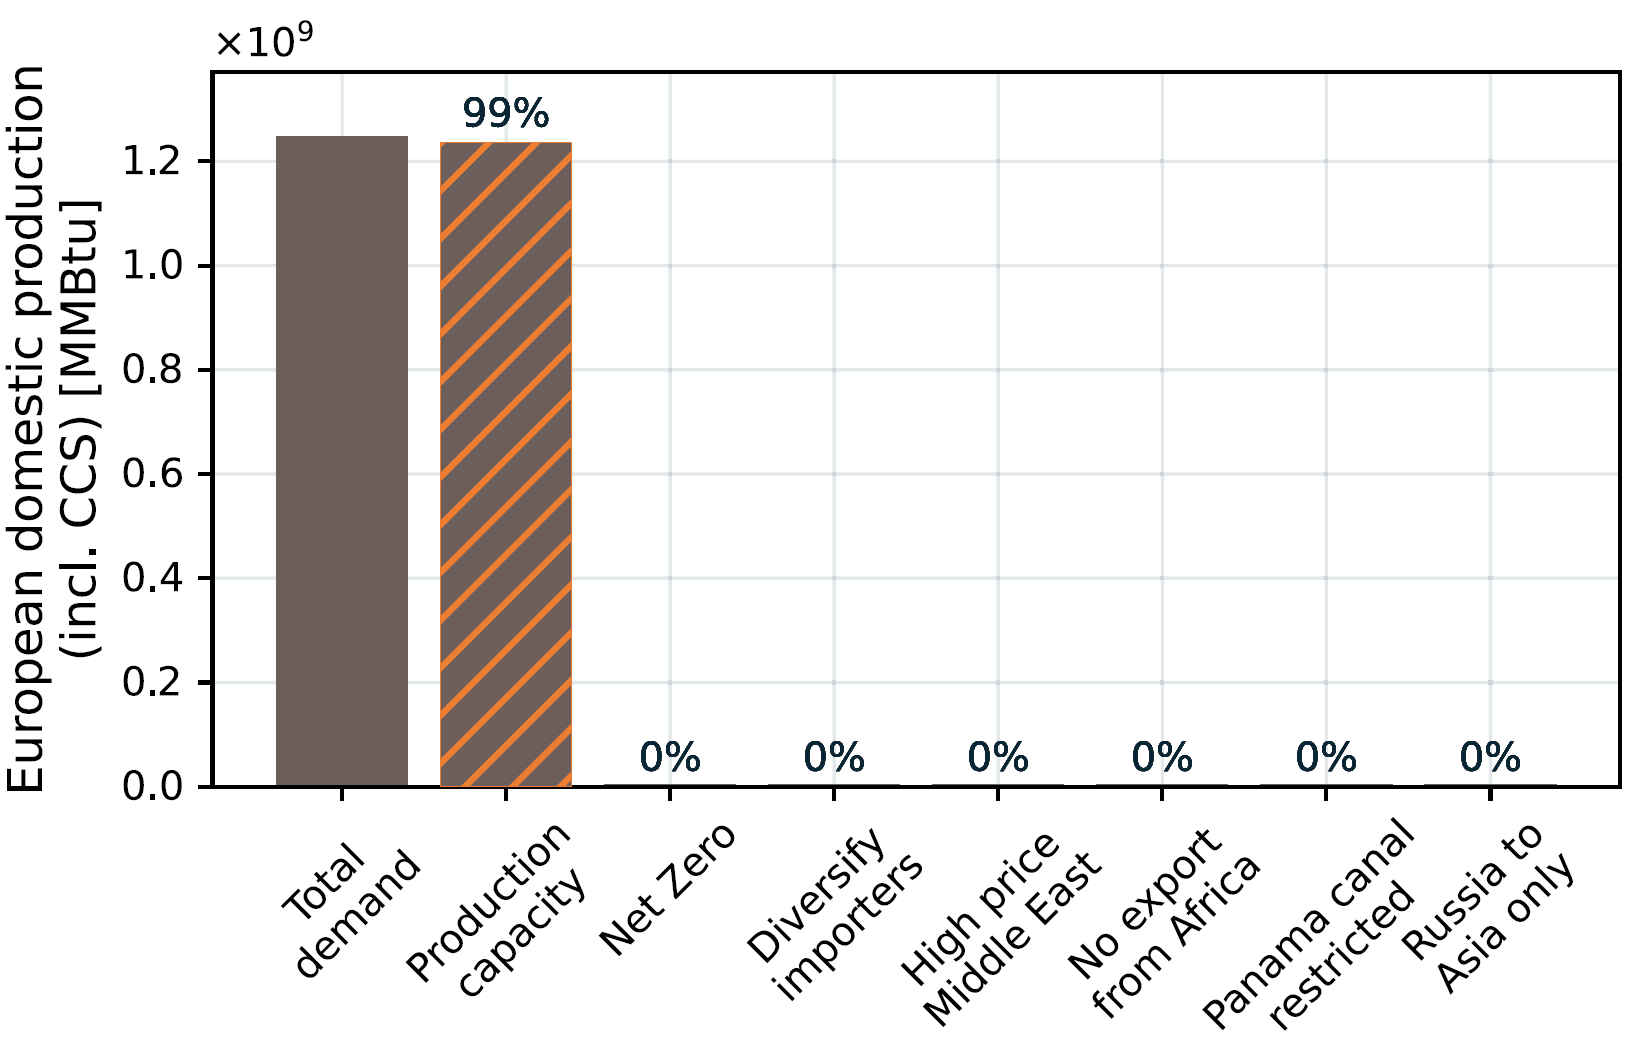 ×10⁹
European domestic production
(incl. CCS) [MMBtu]
1.2
1.0
0.8
0.6
0.4
0.2
0.0
99%
0%
0%
0%
0%
0%
0%
Total
demand
Production
capacity
Net Zero
Diversify
importers
High price
Middle East
No export
from Africa
Panama canal
restricted
Russia to
Asia only